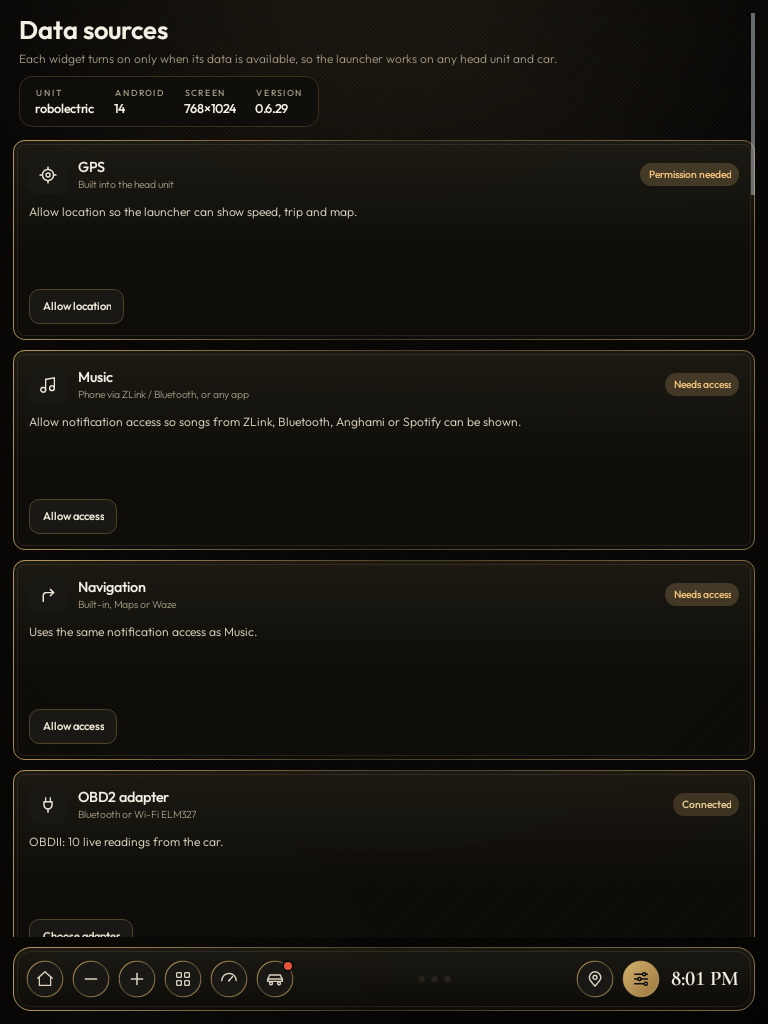 Data sources
Each widget turns on only when its data is available, so the launcher works on any head unit and car.
UNIT ANDROID SCREEN VERSION
robolectric 14 768×1024 0.6.29
GPS
Built into the head unit
Permission needed
Allow location so the launcher can show speed, trip and map.
Allow location
Music
Phone via ZLink / Bluetooth, or any app
Needs access
Allow notification access so songs from ZLink, Bluetooth, Anghami or Spotify can be shown.
Allow access
Navigation
Built-in, Maps or Waze
Needs access
Uses the same notification access as Music.
Allow access
OBD2 adapter
Bluetooth or Wi-Fi ELM327
Connected
OBDII: 10 live readings from the car.
Choose adapter
8:01 PM